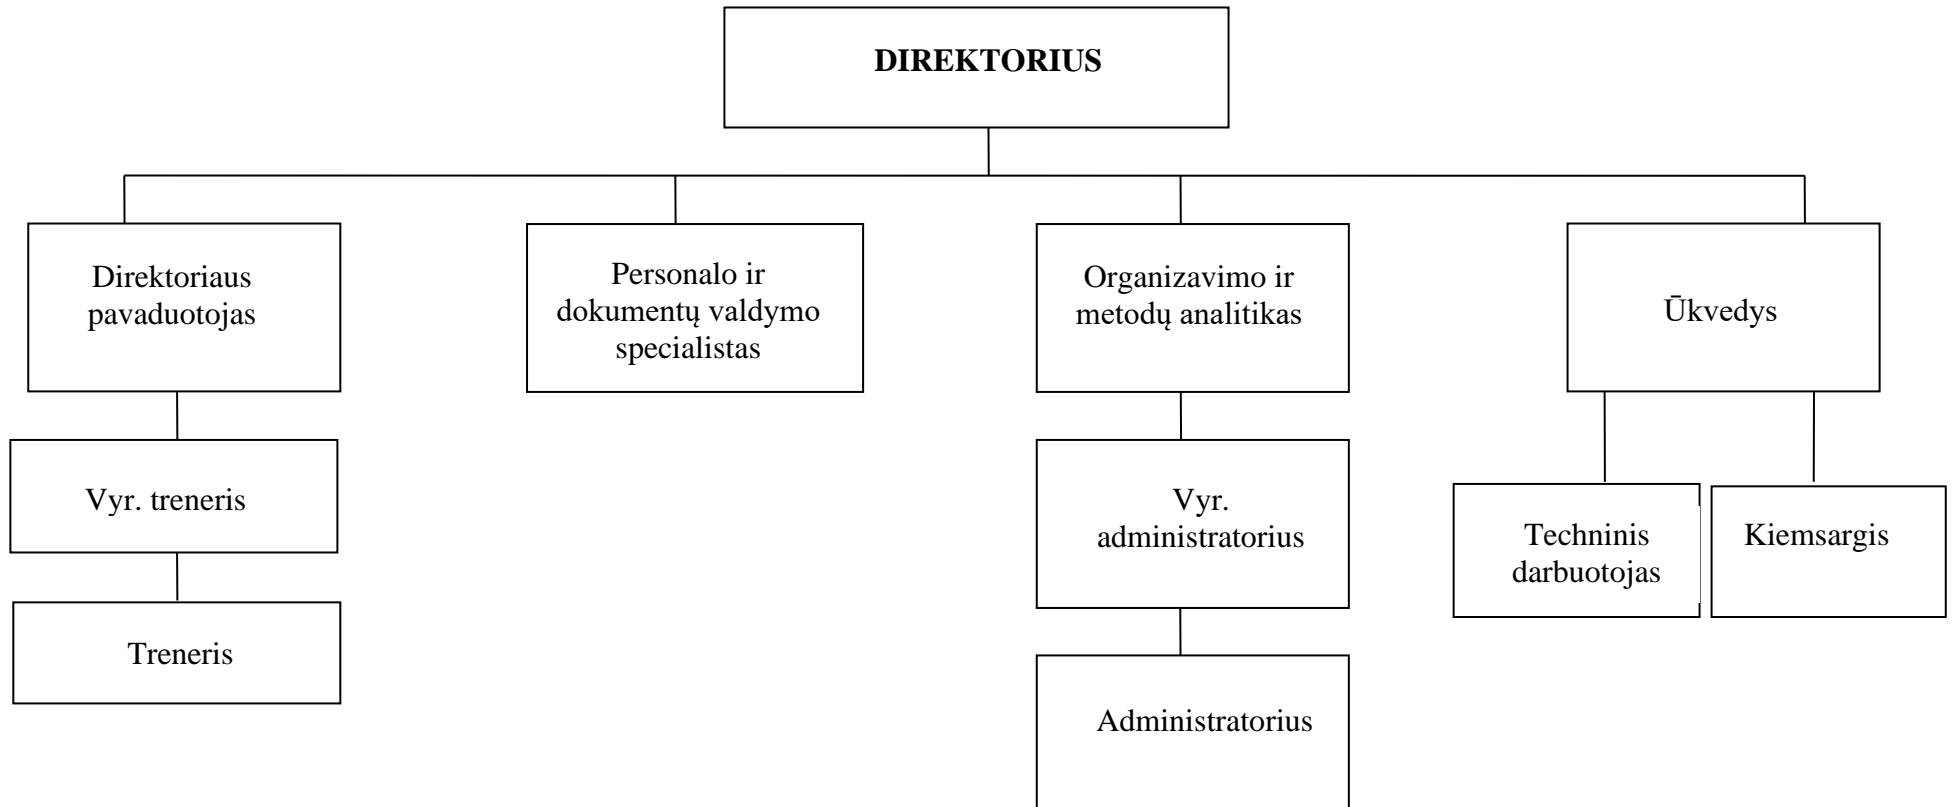 DIREKTORIUS
Direktoriaus
pavaduotojas
Personalo ir
dokumentų valdymo
specialistas
Organizavimo ir
metodų analitikas
Ūkvedys
Vyr. treneris
Vyr.
administratorius
Techninis
darbuotojas
Kiemsargis
Treneris
Administratorius